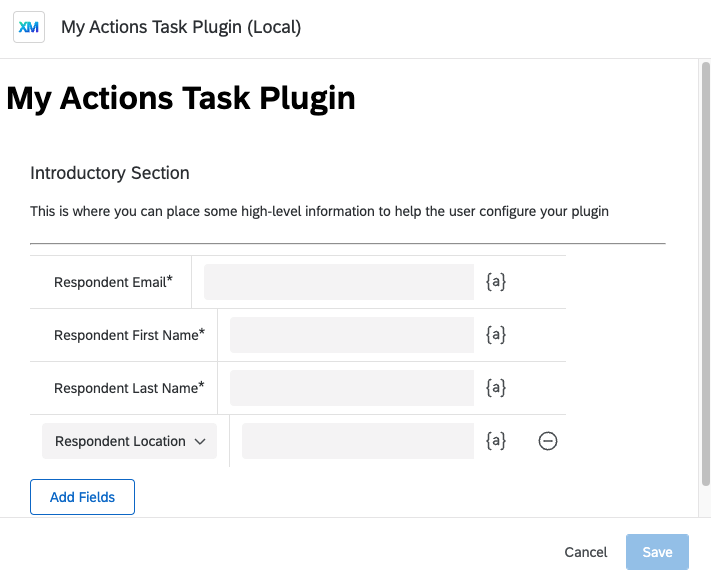 XM My Actions Task Plugin (Local)
My Actions Task Plugin
Introductory Section
This is where you can place some high-level information to help the user configure your plugin
Respondent Email* {a}
Respondent First Name* {a}
Respondent Last Name* {a}
Respondent Location {a}
Add Fields
Cancel Save